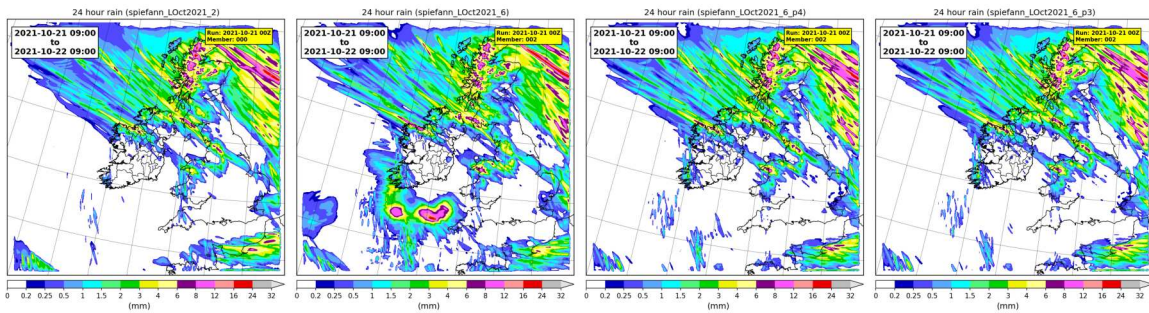 24 hour rain (spiefann_LOct2021_2)
2021-10-21 09:00
to
2021-10-22 09:00
Run: 2021-10-21 00Z
Member: 000
0 0.2 0.25 0.5 1 1.5 2 3 4 6 8 12 16 24 32
(mm)
24 hour rain (spiefann_LOct2021_6)
2021-10-21 09:00
to
2021-10-22 09:00
Run: 2021-10-21 00Z
Member: 002
0 0.2 0.25 0.5 1 1.5 2 3 4 6 8 12 16 24 32
(mm)
24 hour rain (spiefann_LOct2021_6_p4)
2021-10-21 09:00
to
2021-10-22 09:00
Run: 2021-10-21 00Z
Member: 002
0 0.2 0.25 0.5 1 1.5 2 3 4 6 8 12 16 24 32
(mm)
24 hour rain (spiefann_LOct2021_6_p3)
2021-10-21 09:00
to
2021-10-22 09:00
Run: 2021-10-21 00Z
Member: 002
0 0.2 0.25 0.5 1 1.5 2 3 4 6 8 12 16 24 32
(mm)